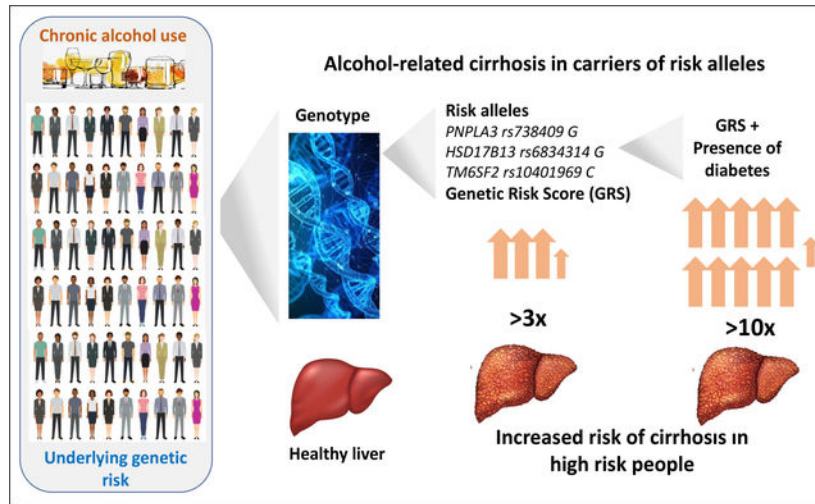 Chronic alcohol use
Underlying genetic
risk
Alcohol-related cirrhosis in carriers of risk alleles
Genotype
Healthy liver
Risk alleles
PNPLA3 rs738409 G
HSD17B13 rs6834314 G
TM6SF2 rs10401969 C
Genetic Risk Score (GRS)
>3x
GRS +
Presence of
diabetes
>10x
Increased risk of cirrhosis in
high risk people